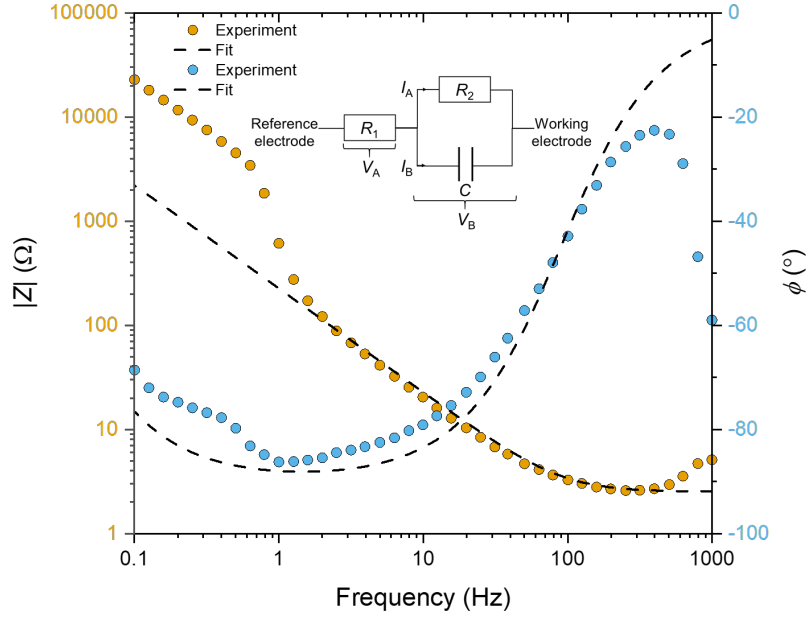 100000
10000
1000
100
10
1
|Z| (Ω)
Experiment
Fit
Experiment
Fit
Reference
electrode
R1
VA
IA
R2
IB
C
VB
Working
electrode
0
-20
-40
-60
-80
-100
ϕ (°)
0.1
1
10
100
1000
Frequency (Hz)